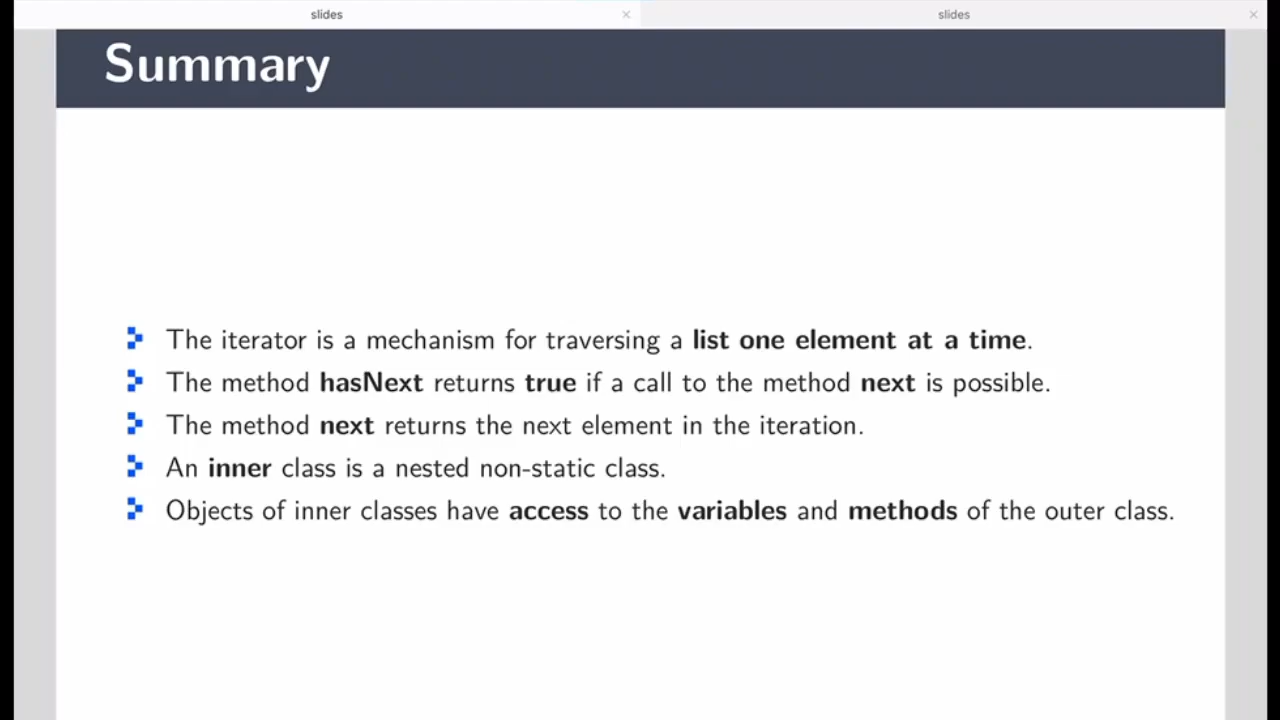 slides
slides
Summary
The iterator is a mechanism for traversing a list one element at a time.
The method hasNext returns true if a call to the method next is possible.
The method next returns the next element in the iteration.
An inner class is a nested non-static class.
Objects of inner classes have access to the variables and methods of the outer class.